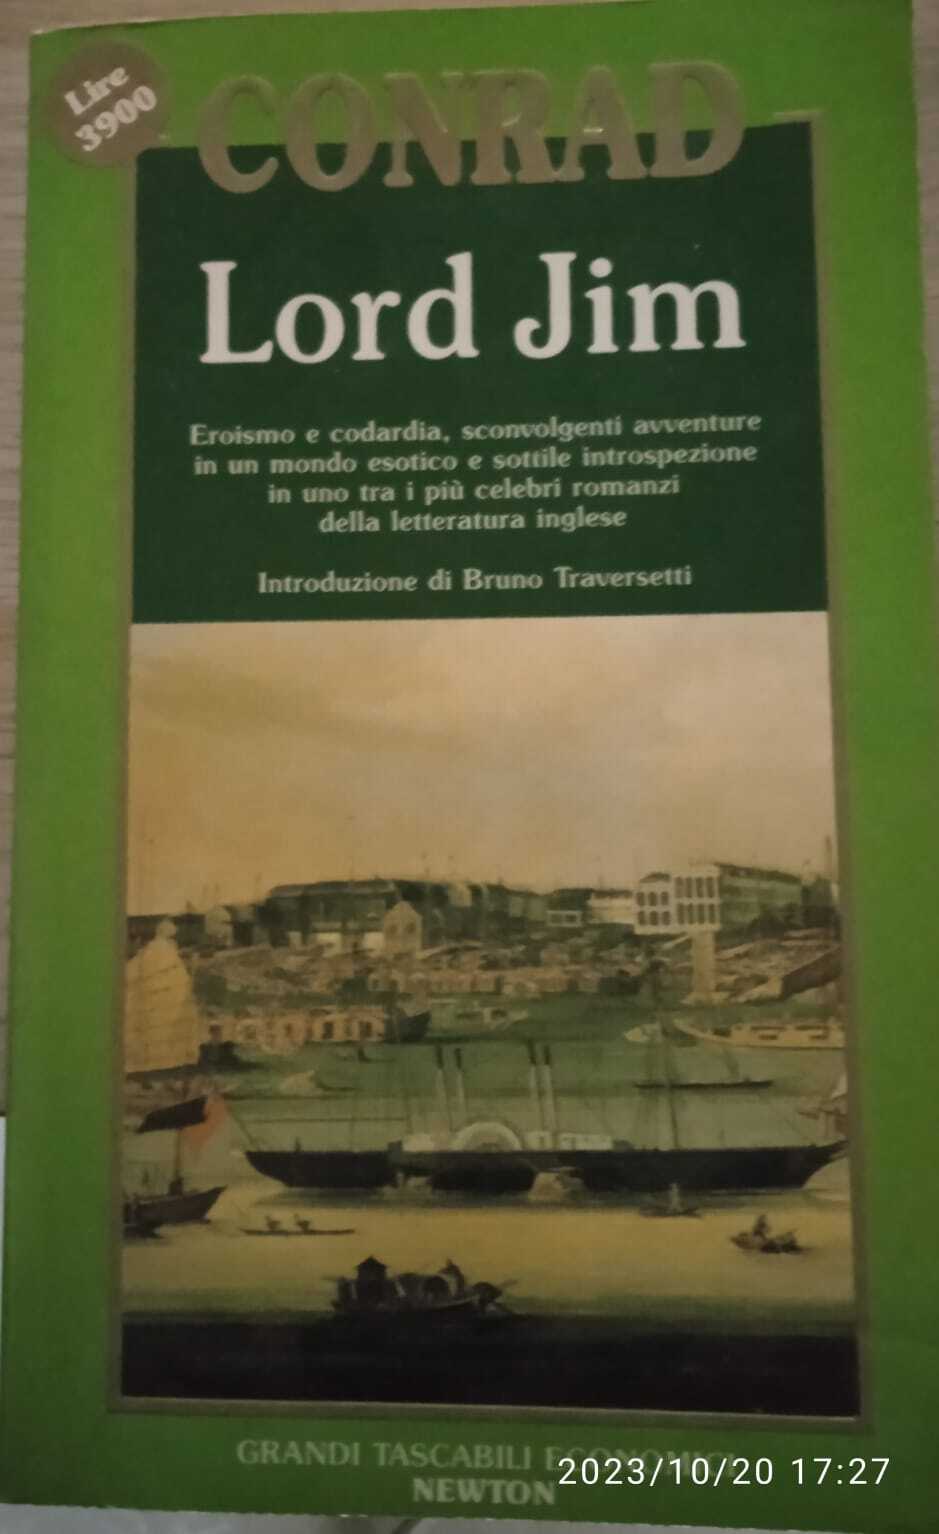 Lire
3900
CONRAD
Lord Jim
Eroismo e codardia, sconvolgenti avventure
in un mondo esotico e sottile introspezione
in uno tra i più celebri romanzi
della letteratura inglese
Introduzione di Bruno Traversetti
GRANDI TASCABILI ECONOMICI
2023/10/20 17:27
NEWTON